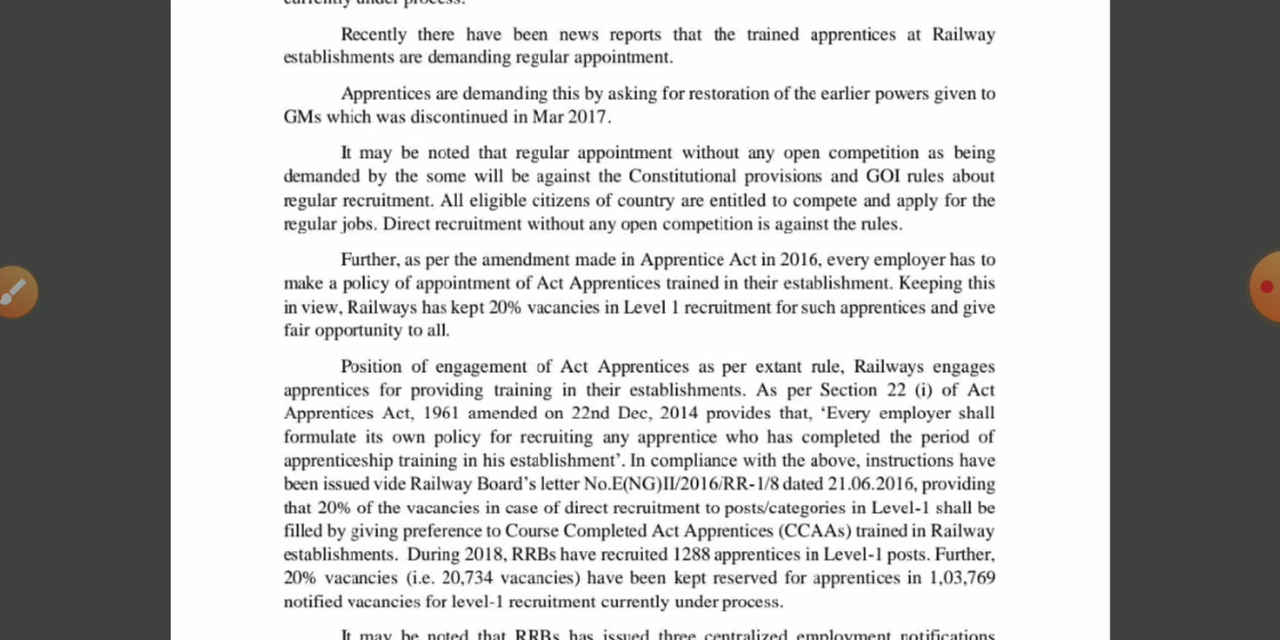 currently under process.
Recently there have been news reports that the trained apprentices at Railway
establishments are demanding regular appointment.
Apprentices are demanding this by asking for restoration of the earlier powers given to
GMs which was discontinued in Mar 2017.
It may be noted that regular appointment without any open competition as being
demanded by the some will be against the Constitutional provisions and GOI rules about
regular recruitment. All eligible citizens of country are entitled to compete and apply for the
regular jobs. Direct recruitment without any open competition is against the rules.
Further, as per the amendment made in Apprentice Act in 2016, every employer has to
make a policy of appointment of Act Apprentices trained in their establishment. Keeping this
in view, Railways has kept 20% vacancies in Level 1 recruitment for such apprentices and give
fair opportunity to all.
Position of engagement of Act Apprentices as per extant rule, Railways engages
apprentices for providing training in their establishments. As per Section 22 (i) of Act
Apprentices Act, 1961 amended on 22nd Dec, 2014 provides that, ‘Every employer shall
formulate its own policy for recruiting any apprentice who has completed the period of
apprenticeship training in his establishment’. In compliance with the above, instructions have
been issued vide Railway Board’s letter No.E(NG)II/2016/RR-1/8 dated 21.06.2016, providing
that 20% of the vacancies in case of direct recruitment to posts/categories in Level-1 shall be
filled by giving preference to Course Completed Act Apprentices (CCAAs) trained in Railway
establishments. During 2018, RRBs have recruited 1288 apprentices in Level-1 posts. Further,
20% vacancies (i.e. 20,734 vacancies) have been kept reserved for apprentices in 1,03,769
notified vacancies for level-1 recruitment currently under process.
It may be noted that RRBs has issued three centralized employment notifications